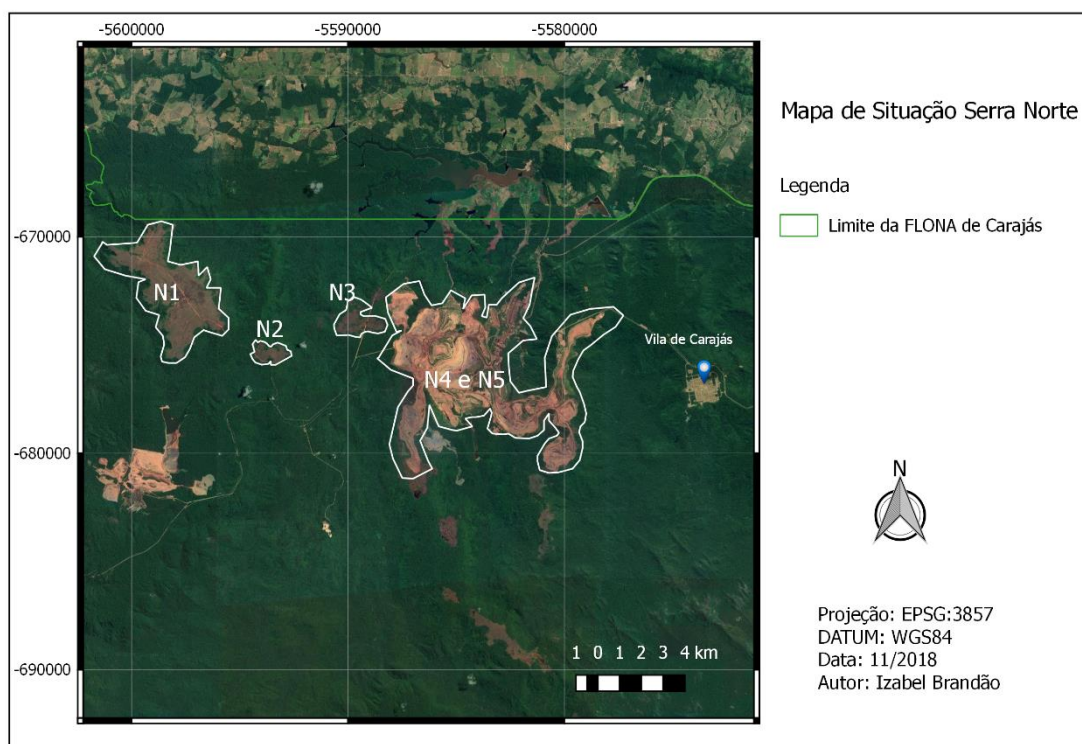 -5600000 -5590000 -5580000
Mapa de Situação Serra Norte
Legenda
Limite da FLONA de Carajás
-670000
N1
N2
N3
N4 e N5
Vila de Carajás
-680000
N
-690000
1 0 1 2 3 4 km
Projeção: EPSG:3857
DATUM: WGS84
Data: 11/2018
Autor: Izabel Brandão